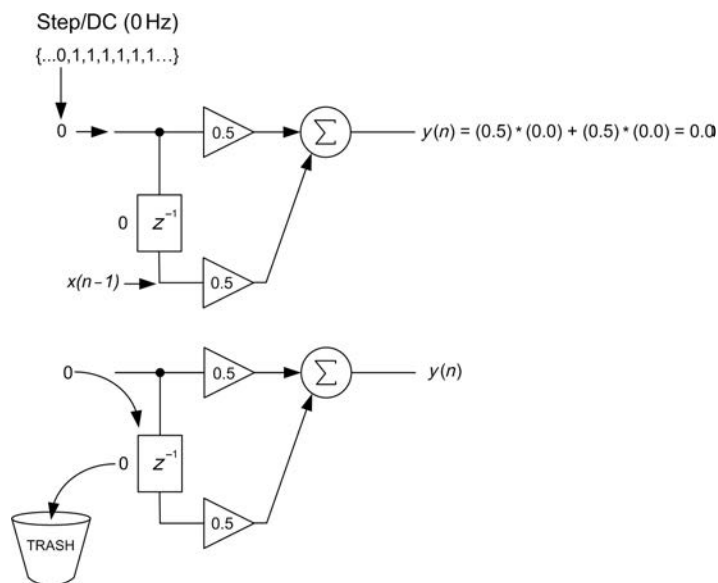 Step/DC (0 Hz)
{...0,1,1,1,1,1,1...}
0
0.5
Σ
y(n) = (0.5) * (0.0) + (0.5) * (0.0) = 0.0
0
z⁻¹
x(n−1)
0.5
0
0.5
Σ
y(n)
0
z⁻¹
0.5
TRASH